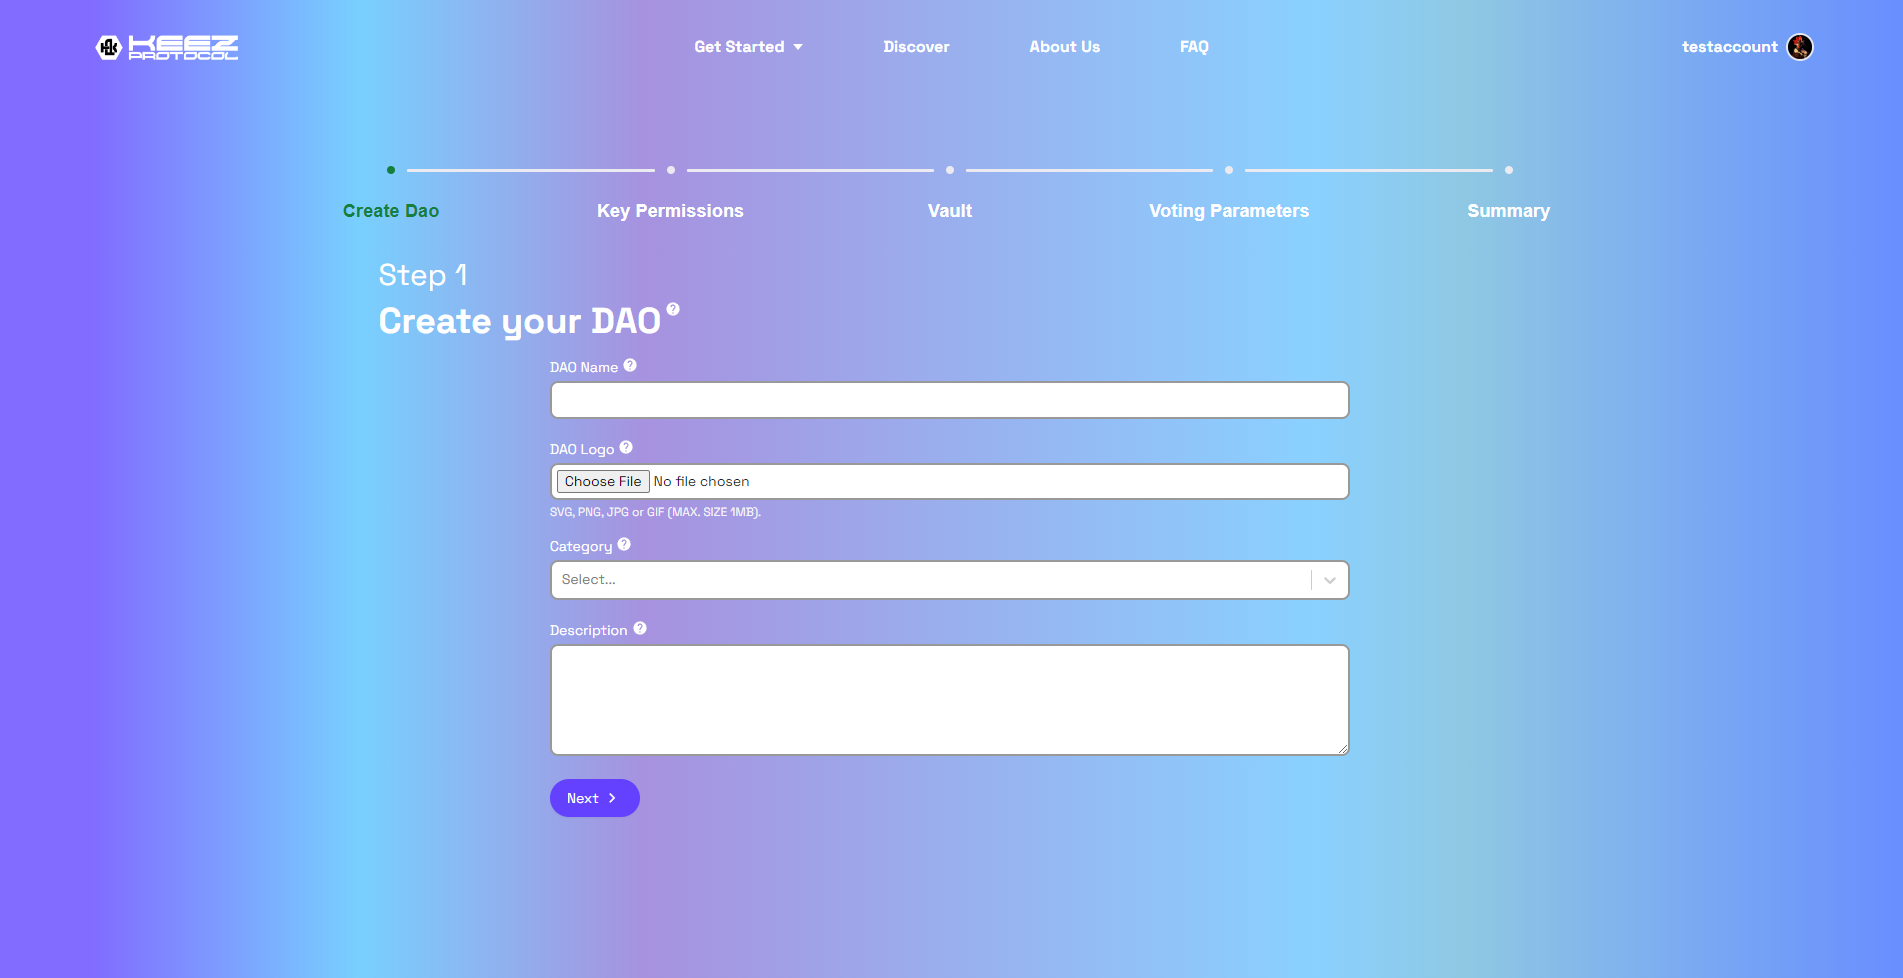 KEEZ
PROTOCOL
Get Started
Discover
About Us
FAQ
testaccount
Create Dao
Key Permissions
Vault
Voting Parameters
Summary
Step 1
Create your DAO
DAO Name
DAO Logo
Choose File No file chosen
SVG, PNG, JPG or GIF (MAX. SIZE 1MB).
Category
Select...
Description
Next